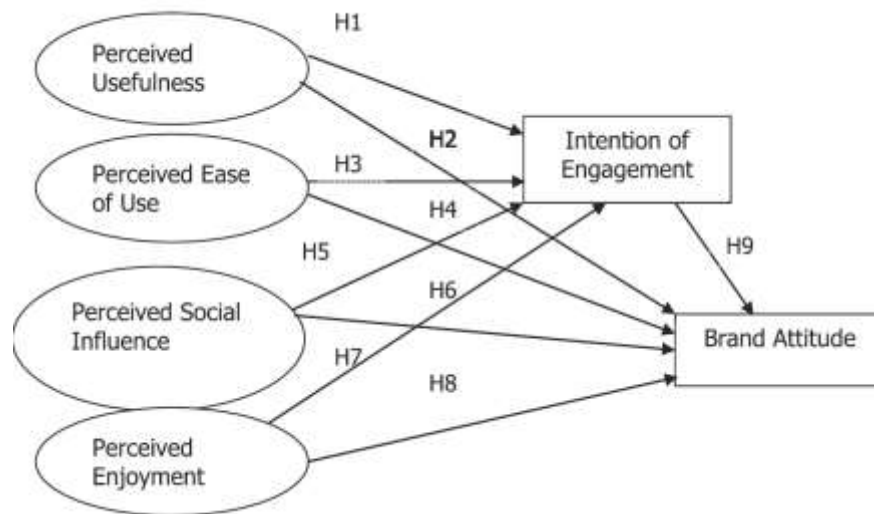 H1
Perceived
Usefulness
H2
Intention of
Engagement
H3
Perceived Ease
of Use
H4
H5
H9
H6
Perceived Social
Influence
Brand Attitude
H7
H8
Perceived
Enjoyment